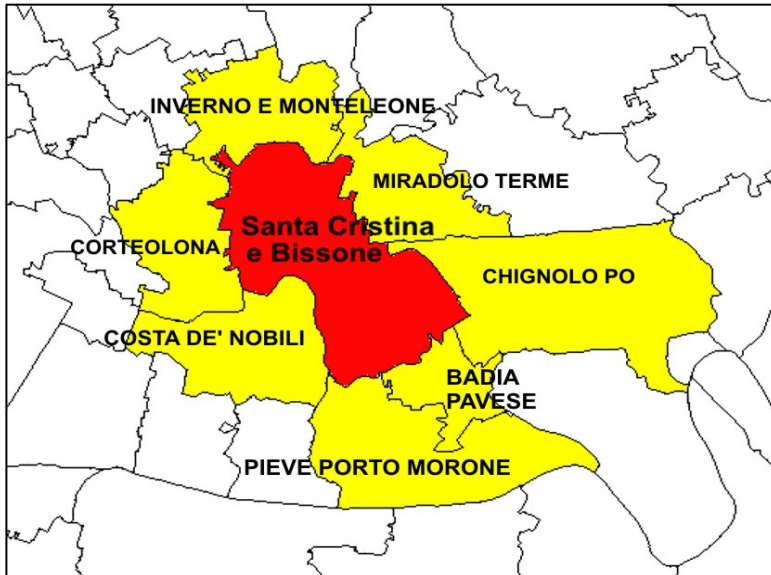 INVERNO E MONTELEONE
MIRADOLO TERME
Santa Cristina
e Bissone
CORTEOLONA
CHIGNOLO PO
COSTA DE' NOBILI
BADIA
PAVESE
PIEVE PORTO MORONE